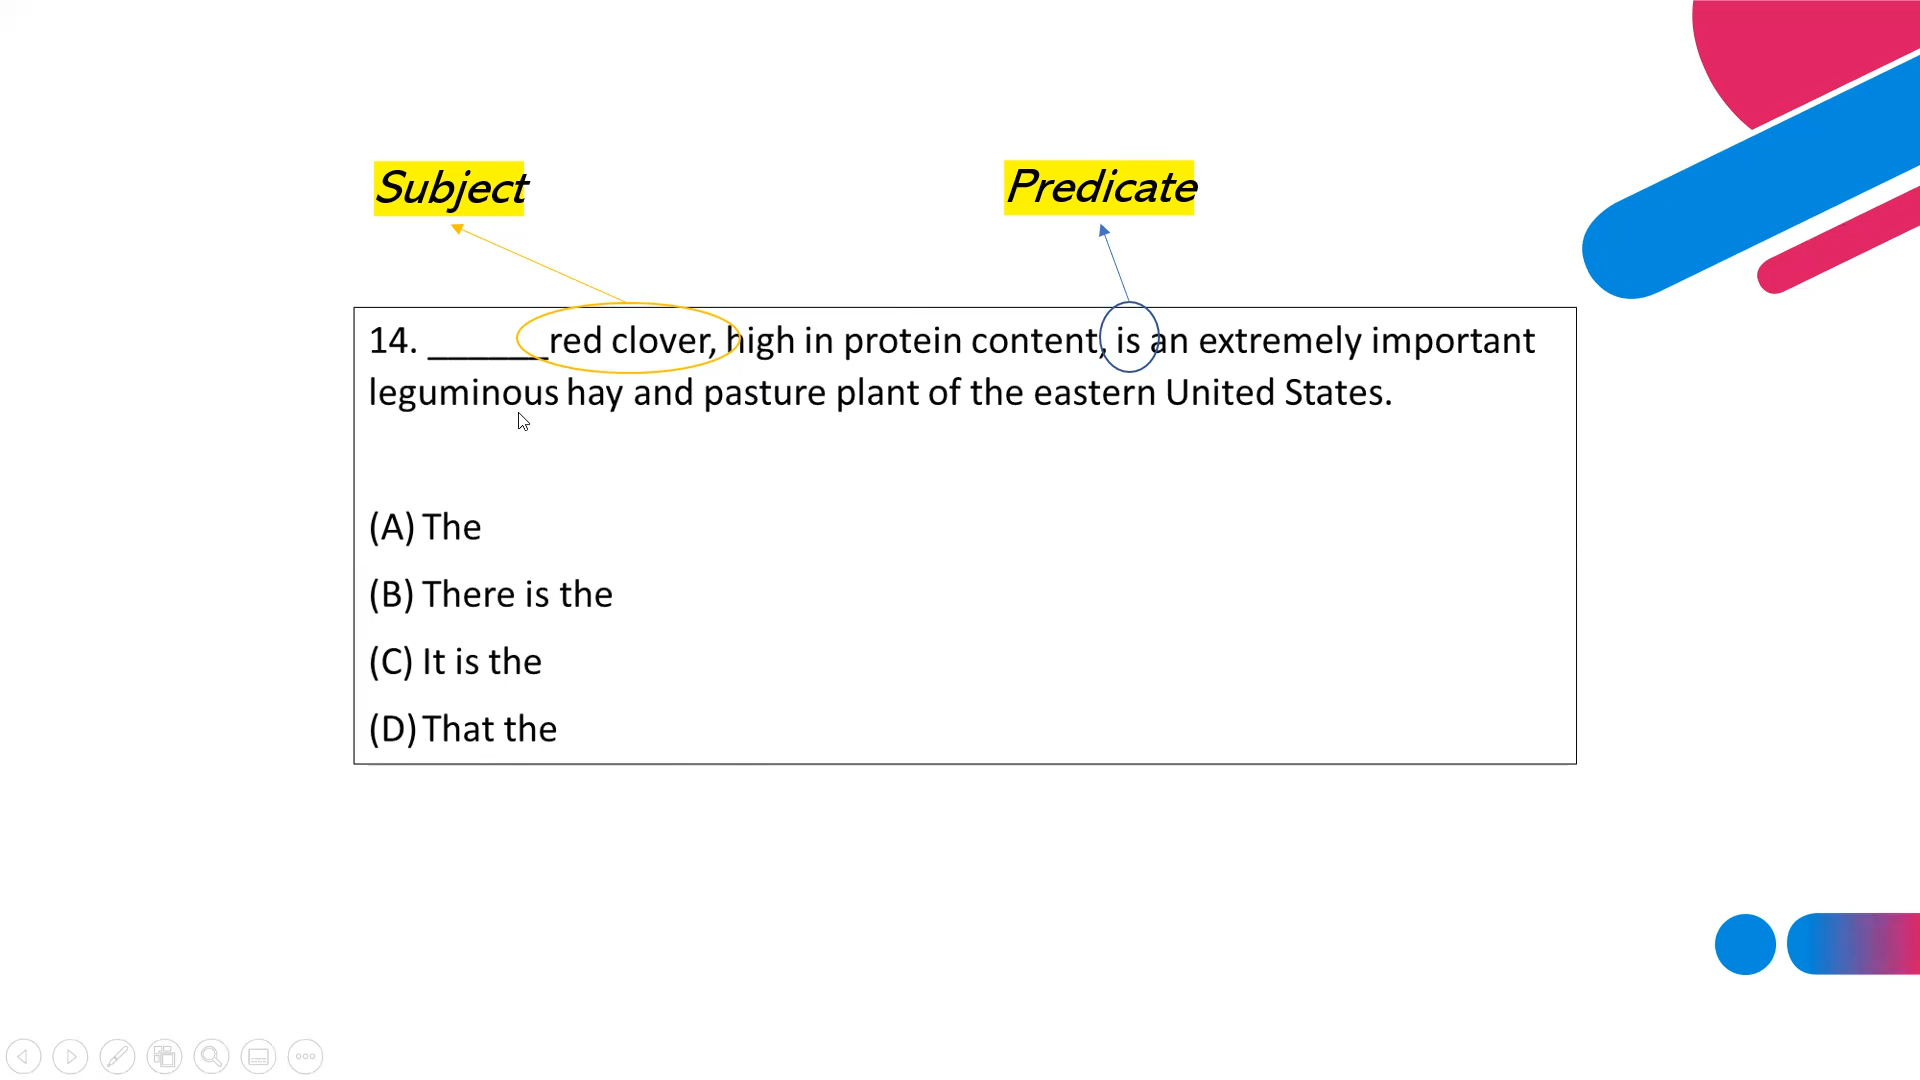 Subject
Predicate
14. ______red clover, high in protein content, is an extremely important
leguminous hay and pasture plant of the eastern United States.
(A) The
(B) There is the
(C) It is the
(D) That the